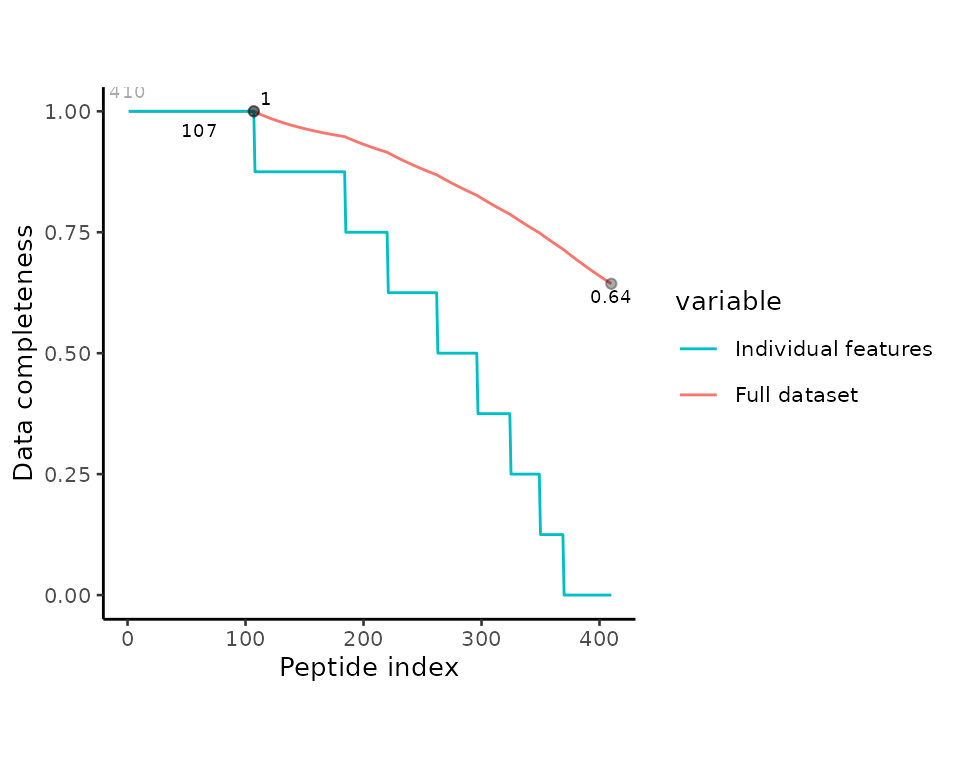 410
1
1.00
107
0.75
0.64
0.50
0.25
0.00
0 100 200 300 400
Peptide index
Data completeness
variable
Individual features
Full dataset